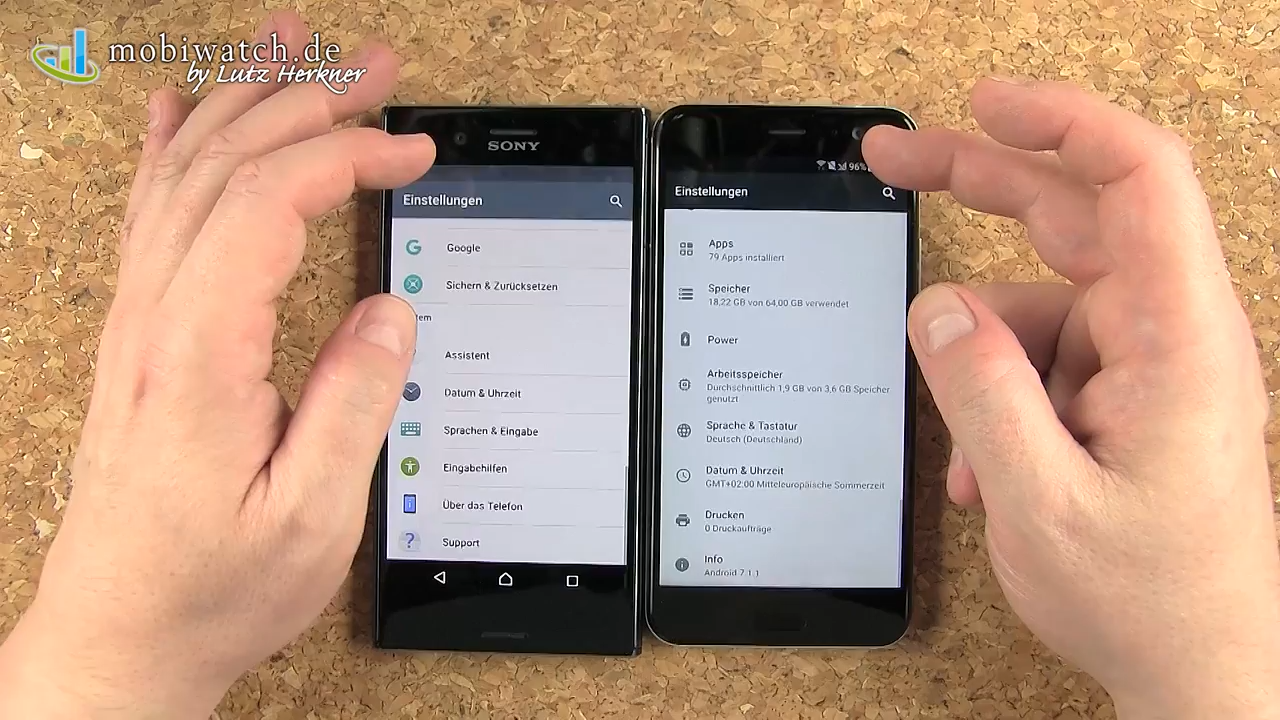 mobiwatch.de
by Lutz Herkner
SONY
Einstellungen
Google
Sichern & Zurücksetzen
em
Assistent
Datum & Uhrzeit
Sprachen & Eingabe
Eingabehilfen
Über das Telefon
Support
96%
Einstellungen
Apps
79 Apps installiert
Speicher
18,22 GB von 64,00 GB verwendet
Power
Arbeitsspeicher
Durchschnittlich 1,9 GB von 3,6 GB Speicher
genutzt
Sprache & Tastatur
Deutsch (Deutschland)
Datum & Uhrzeit
GMT+02:00 Mitteleuropäische Sommerzeit
Drucken
0 Druckaufträge
Info
Android 7.1.1